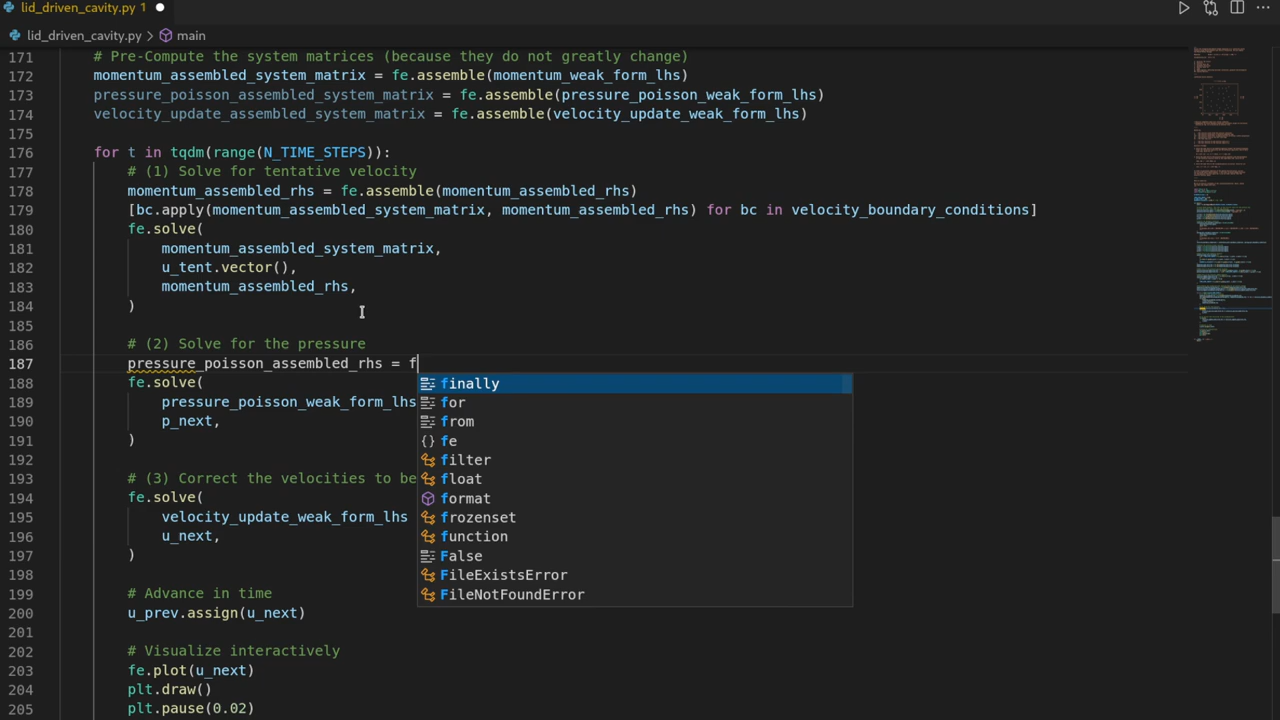 lid_driven_cavity.py 1
lid_driven_cavity.py > main
171 # Pre-Compute the system matrices (because they do not greatly change)
172 momentum_assembled_system_matrix = fe.assemble(momentum_weak_form_lhs)
173 pressure_poisson_assembled_system_matrix = fe.assemble(pressure_poisson_weak_form_lhs)
174 velocity_update_assembled_system_matrix = fe.assemble(velocity_update_weak_form_lhs)
175
176 for t in tqdm(range(N_TIME_STEPS)):
177 # (1) Solve for tentative velocity
178 momentum_assembled_rhs = fe.assemble(momentum_assembled_rhs)
179 [bc.apply(momentum_assembled_system_matrix, momentum_assembled_rhs) for bc in velocity_boundary_conditions]
180 fe.solve(
181 momentum_assembled_system_matrix,
182 u_tent.vector(),
183 momentum_assembled_rhs,
184 )
185
186 # (2) Solve for the pressure
187 pressure_poisson_assembled_rhs = f
188 fe.solve(
189 pressure_poisson_weak_form_lhs
190 p_next,
191 )
192
193 # (3) Correct the velocities to be
194 fe.solve(
195 velocity_update_weak_form_lhs
196 u_next,
197 )
198
199 # Advance in time
200 u_prev.assign(u_next)
201
202 # Visualize interactively
203 fe.plot(u_next)
204 plt.draw()
205 plt.pause(0.02)
finally
for
from
fe
filter
float
format
frozenset
function
False
FileExistsError
FileNotFoundError